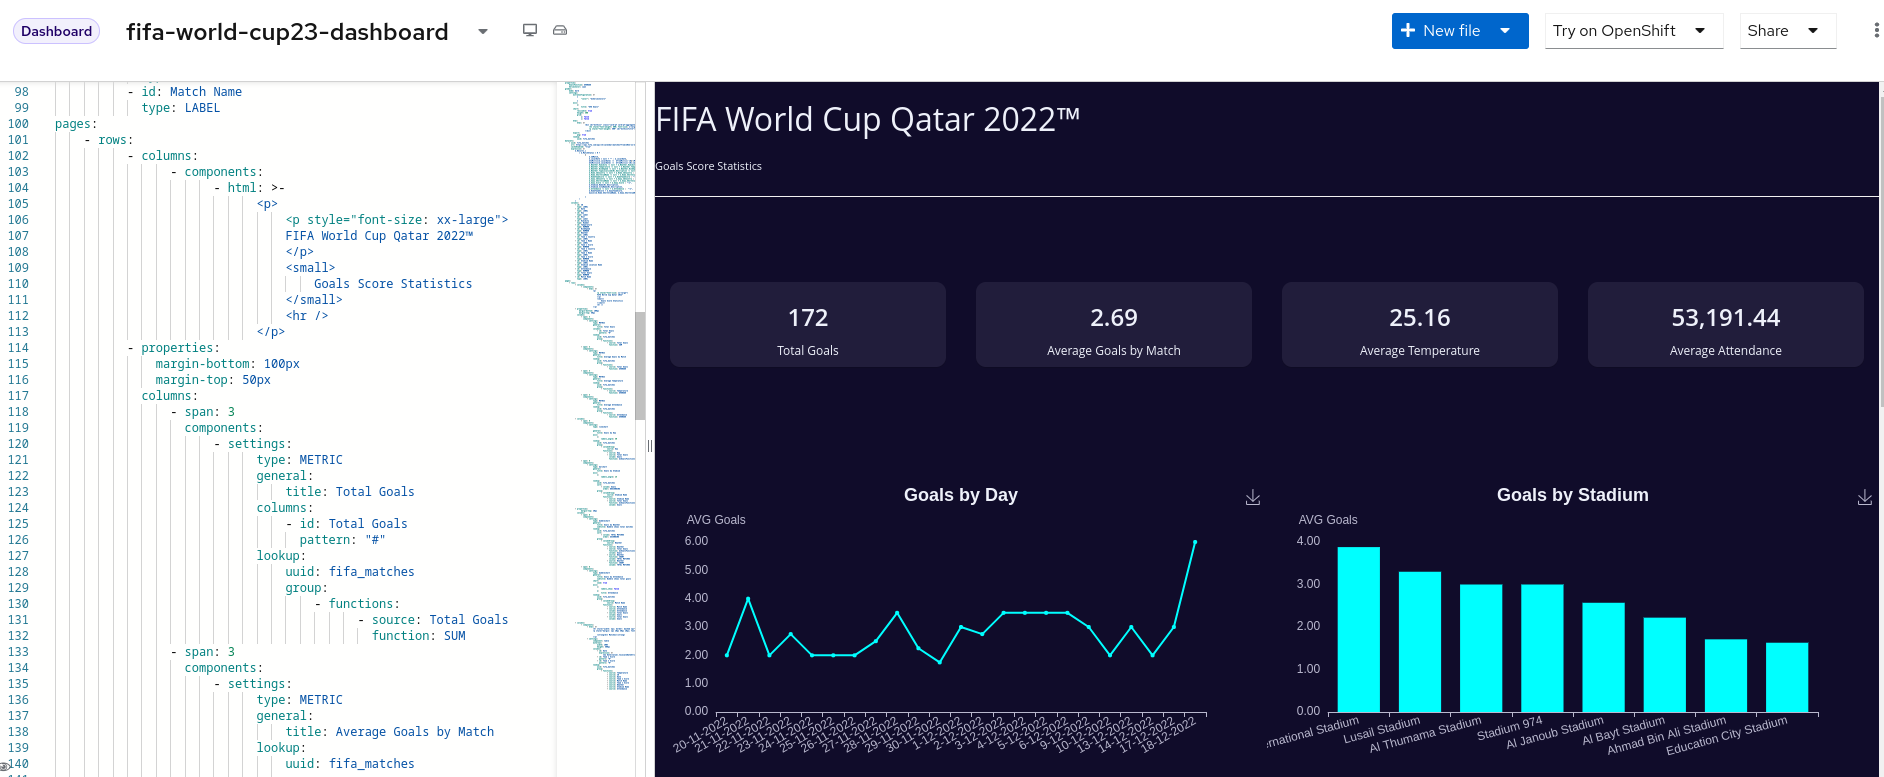 Dashboard
fifa-world-cup23-dashboard
New file
Try on OpenShift
Share
98 - id: Match Name
99 type: LABEL
100 pages:
101 - rows:
102 - columns:
103 - components:
104 - html: >-
105 <p>
106 <p style="font-size: xx-large">
107 FIFA World Cup Qatar 2022™
108 </p>
109 <small>
110 Goals Score Statistics
111 </small>
112 <hr />
113 </p>
114 - properties:
115 margin-bottom: 100px
116 margin-top: 50px
117 columns:
118 - span: 3
119 components:
120 - settings:
121 type: METRIC
122 general:
123 title: Total Goals
124 columns:
125 - id: Total Goals
126 pattern: "#"
127 lookup:
128 uuid: fifa_matches
129 group:
130 - functions:
131 - source: Total Goals
132 function: SUM
133 - span: 3
134 components:
135 - settings:
136 type: METRIC
137 general:
138 title: Average Goals by Match
139 lookup:
140 uuid: fifa_matches
FIFA World Cup Qatar 2022™
Goals Score Statistics
172
Total Goals
2.69
Average Goals by Match
25.16
Average Temperature
53,191.44
Average Attendance
Goals by Day
AVG Goals
6.00
5.00
4.00
3.00
2.00
1.00
0.00
20-11-2022
21-11-2022
22-11-2022
23-11-2022
24-11-2022
25-11-2022
26-11-2022
27-11-2022
28-11-2022
29-11-2022
30-11-2022
1-12-2022
2-12-2022
3-12-2022
4-12-2022
5-12-2022
6-12-2022
9-12-2022
10-12-2022
13-12-2022
14-12-2022
17-12-2022
18-12-2022
Goals by Stadium
AVG Goals
4.00
3.00
2.00
1.00
0.00
rnational Stadium
Lusail Stadium
Al Thumama Stadium
Stadium 974
Al Janoub Stadium
Al Bayt Stadium
Ahmad Bin Ali Stadium
Education City Stadium